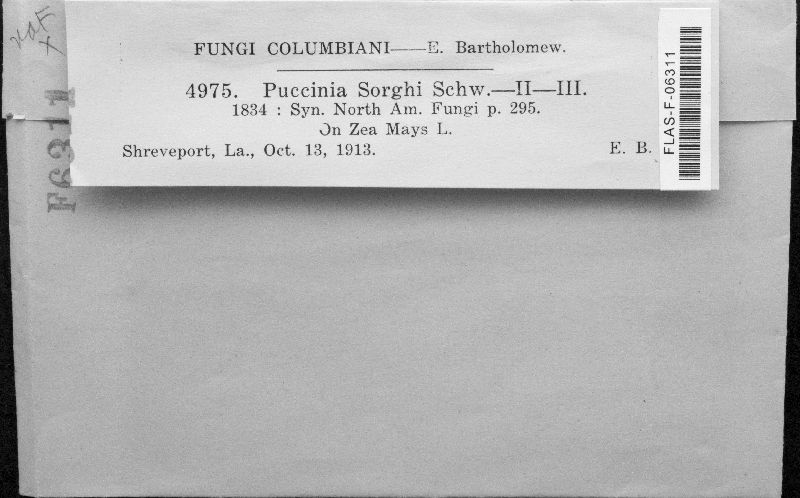 FUNGI COLUMBIANI——E. Bartholomew.
4975. Puccinia Sorghi Schw.—II—III.
1834 : Syn. North Am. Fungi p. 295.
On Zea Mays L.
Shreveport, La., Oct. 13, 1913. E. B.
FLAS-F-06311
F6311